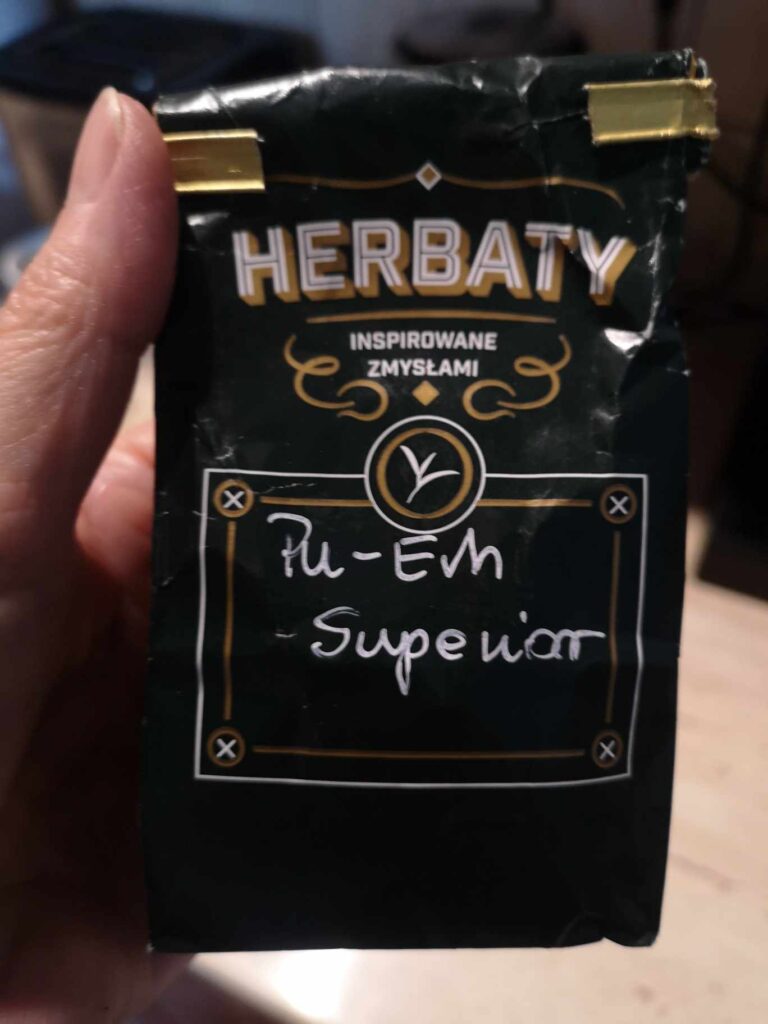 HERBATY
INSPIROWANE
ZMYSŁAMI
Pu-Erh
- Superior